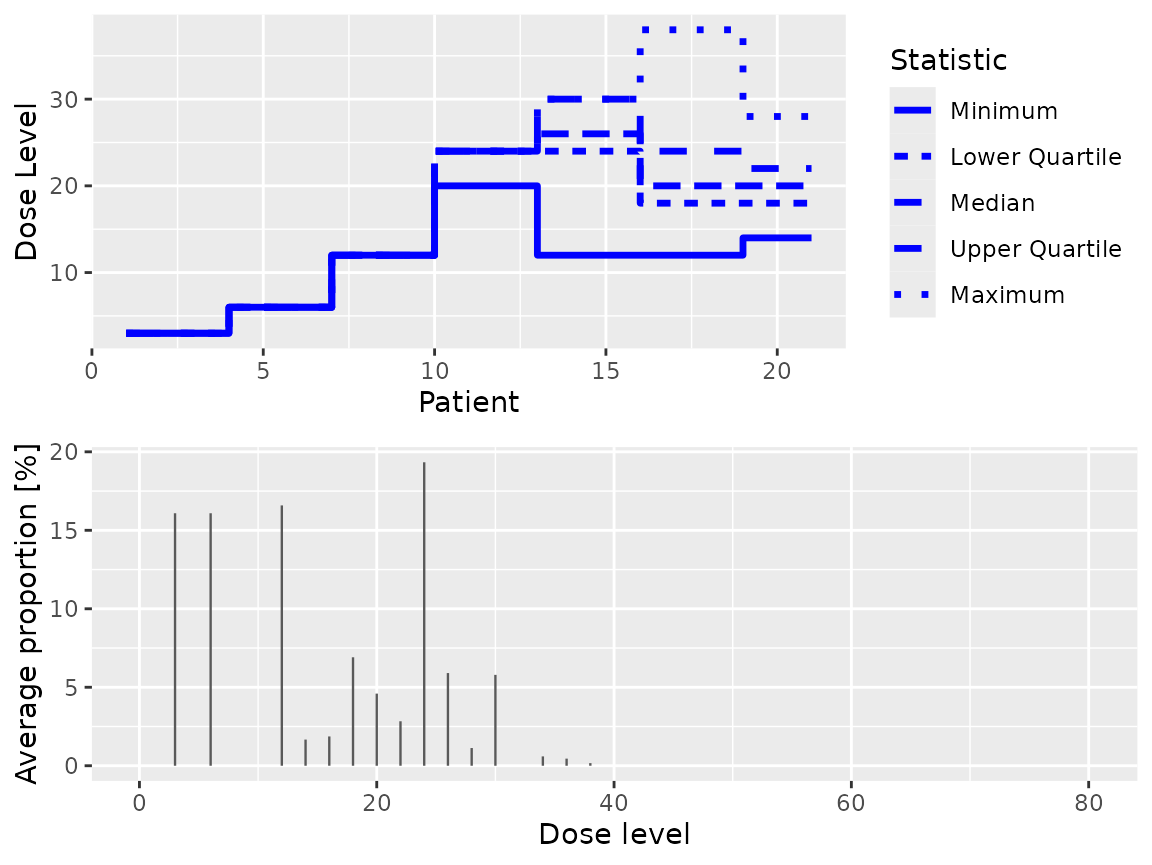 Dose Level
30
20
10
0 5 10 15 20
Patient
Statistic
Minimum
Lower Quartile
Median
Upper Quartile
Maximum
Average proportion [%]
20
15
10
5
0
0 20 40 60 80
Dose level